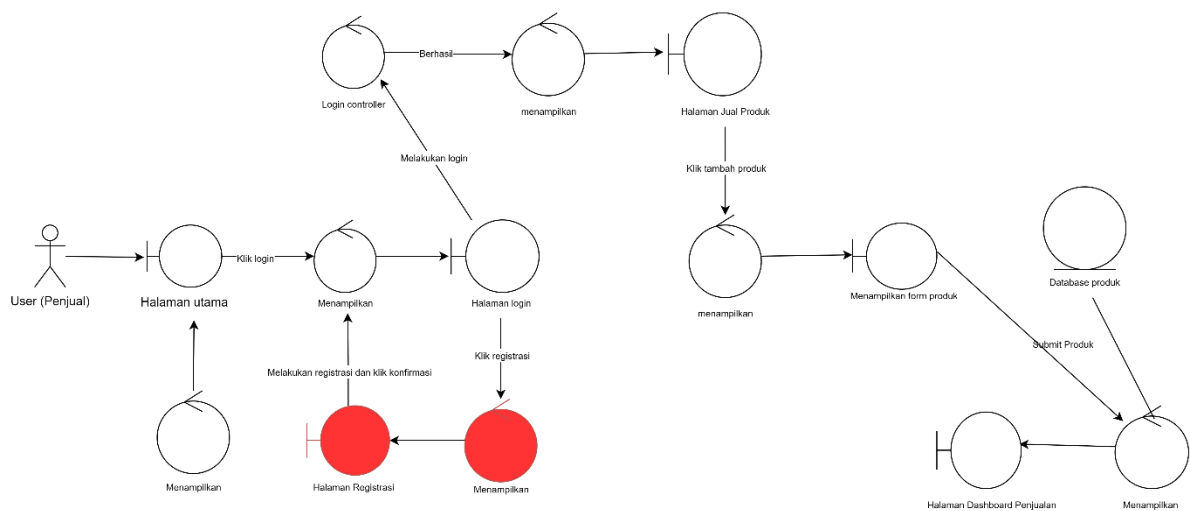 Berhasil
Login controller
menampilkan
Halaman Jual Produk
Melakukan login
Klik tambah produk
User (Penjual)
Halaman utama
Klik login
Menampilkan
Halaman login
menampilkan
Menampilkan form produk
Database produk
Klik registrasi
Submit Produk
Melakukan registrasi dan klik konfirmasi
Menampilkan
Halaman Registrasi
Menampilkan
Halaman Dashboard Penjualan
Menampilkan